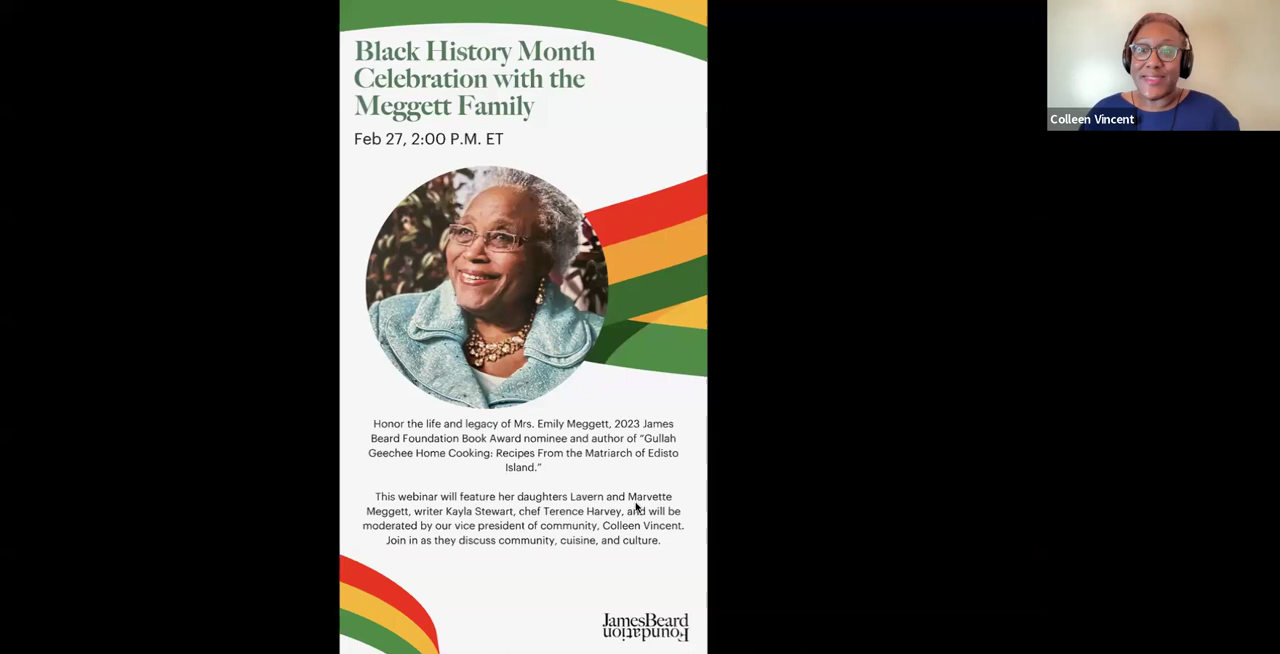 Black History Month
Celebration with the
Meggett Family
Feb 27, 2:00 P.M. ET
Colleen Vincent
Honor the life and legacy of Mrs. Emily Meggett, 2023 James
Beard Foundation Book Award nominee and author of “Gullah
Geechee Home Cooking: Recipes From the Matriarch of Edisto
Island.”
This webinar will feature her daughters Lavern and Marvette
Meggett, writer Kayla Stewart, chef Terence Harvey, and will be
moderated by our vice president of community, Colleen Vincent.
Join in as they discuss community, cuisine, and culture.
JamesBeard
Foundation